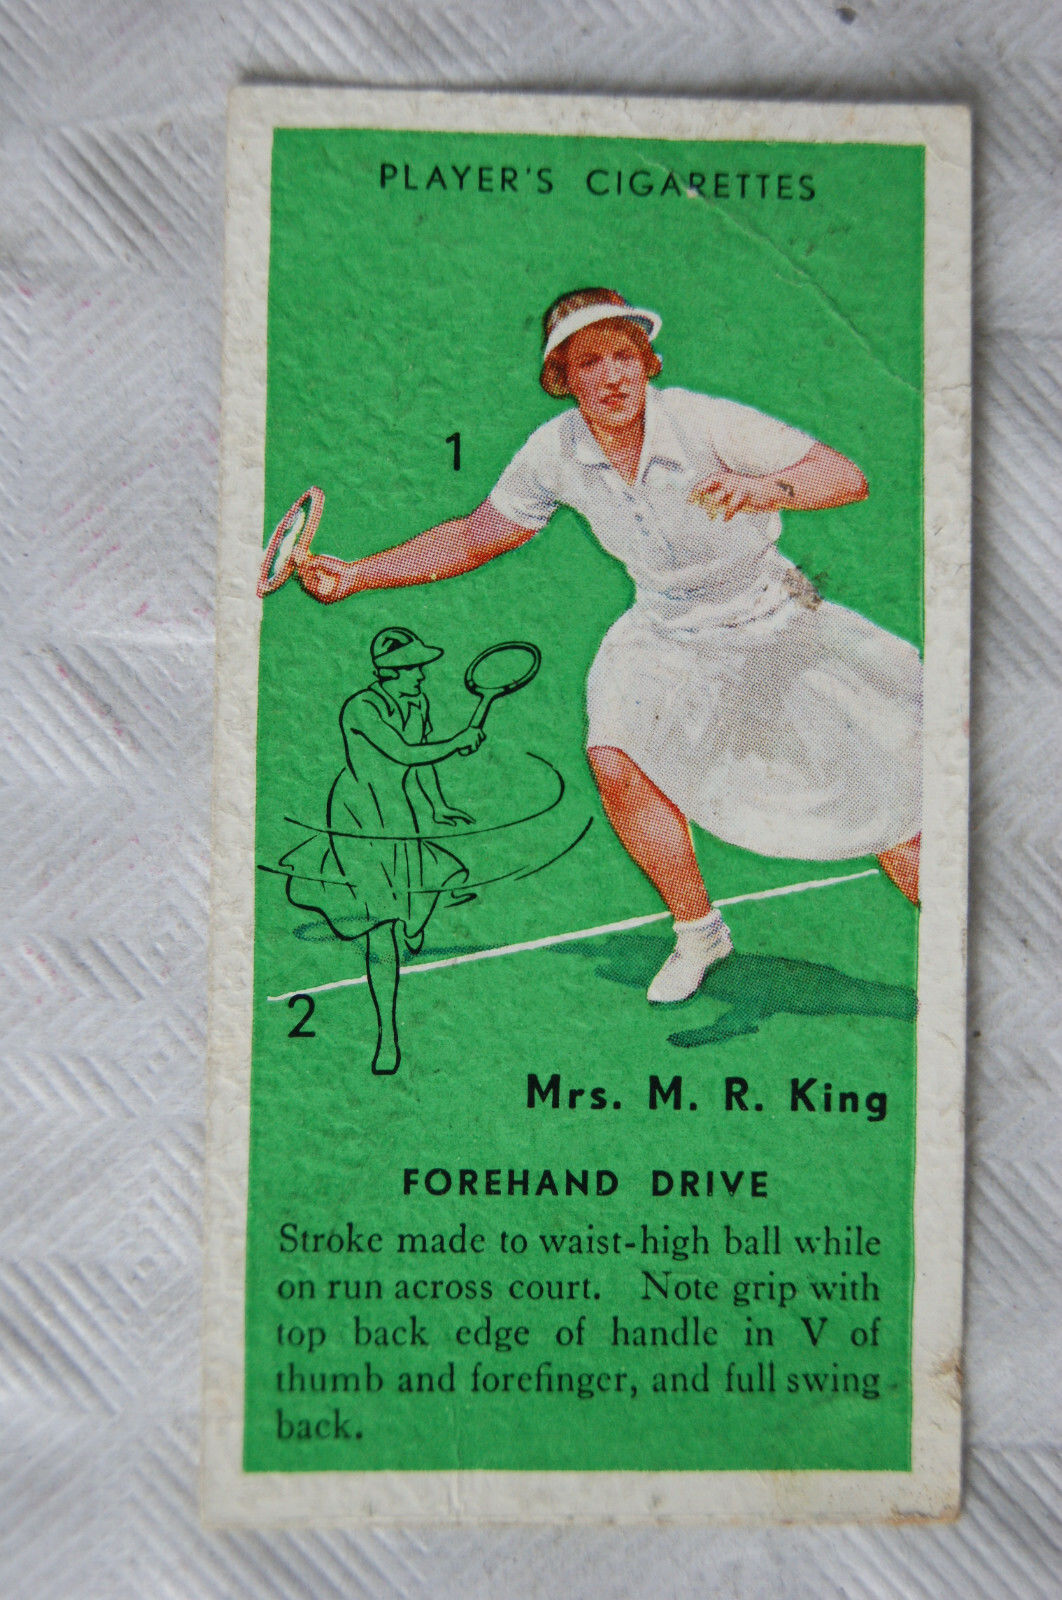 PLAYER'S CIGARETTES
1
2
Mrs. M. R. King
FOREHAND DRIVE
Stroke made to waist-high ball while
on run across court. Note grip with
top back edge of handle in V of
thumb and forefinger, and full swing
back.